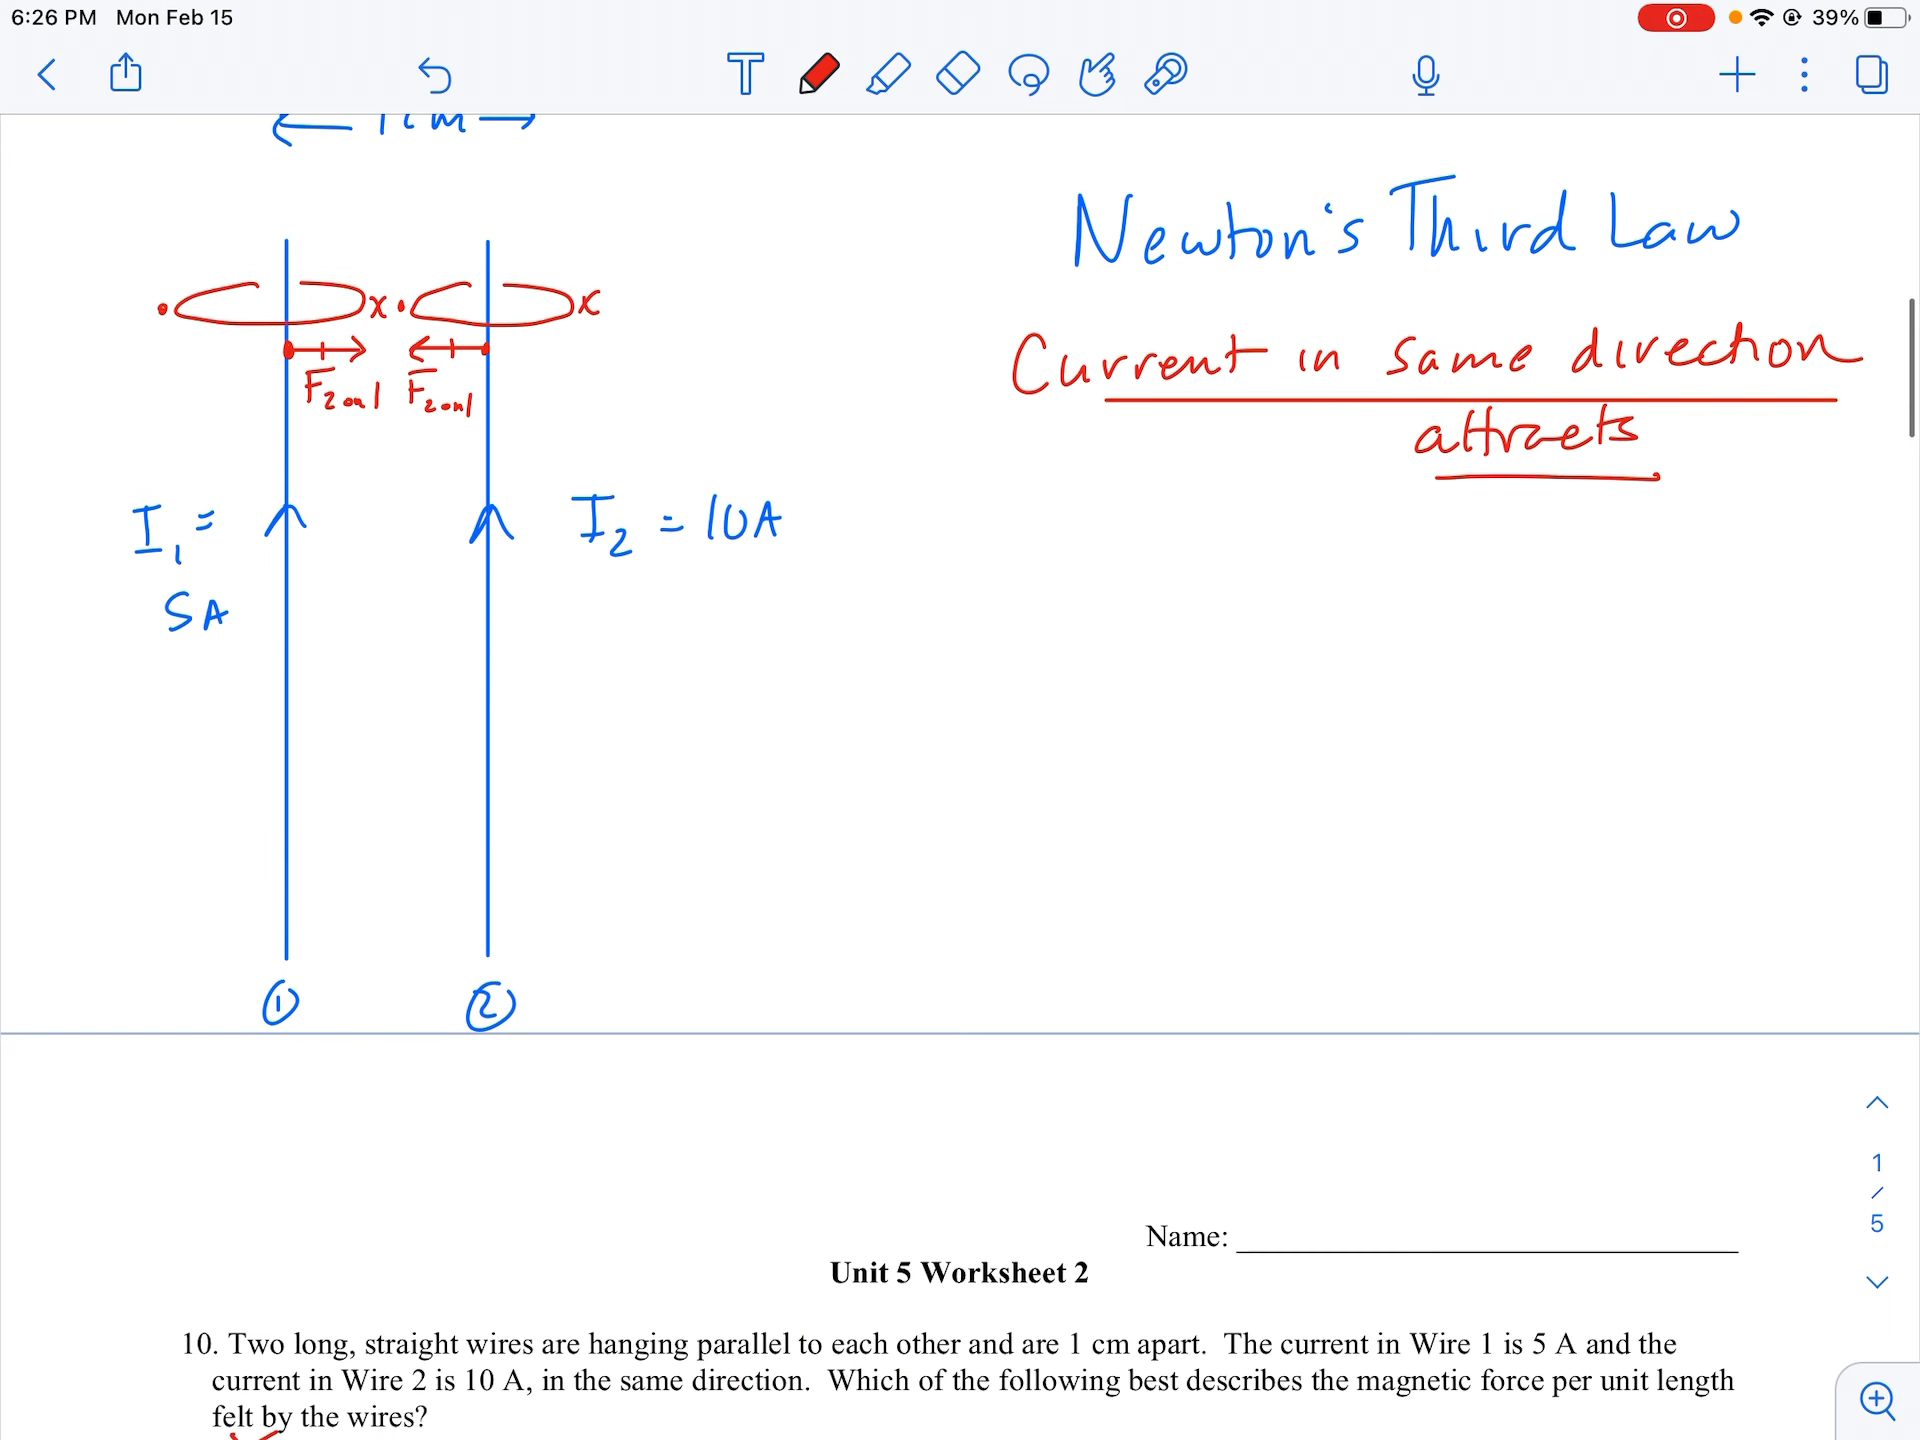 6:26 PM Mon Feb 15
39%
1cm
Newton's Third Law
x x
Current in same direction
F2 on 1 F2 on 1
attracts
I1 = I2 = 10A
5A
1 2
1
/
5
Name:
Unit 5 Worksheet 2
10. Two long, straight wires are hanging parallel to each other and are 1 cm apart. The current in Wire 1 is 5 A and the
current in Wire 2 is 10 A, in the same direction. Which of the following best describes the magnetic force per unit length
felt by the wires?